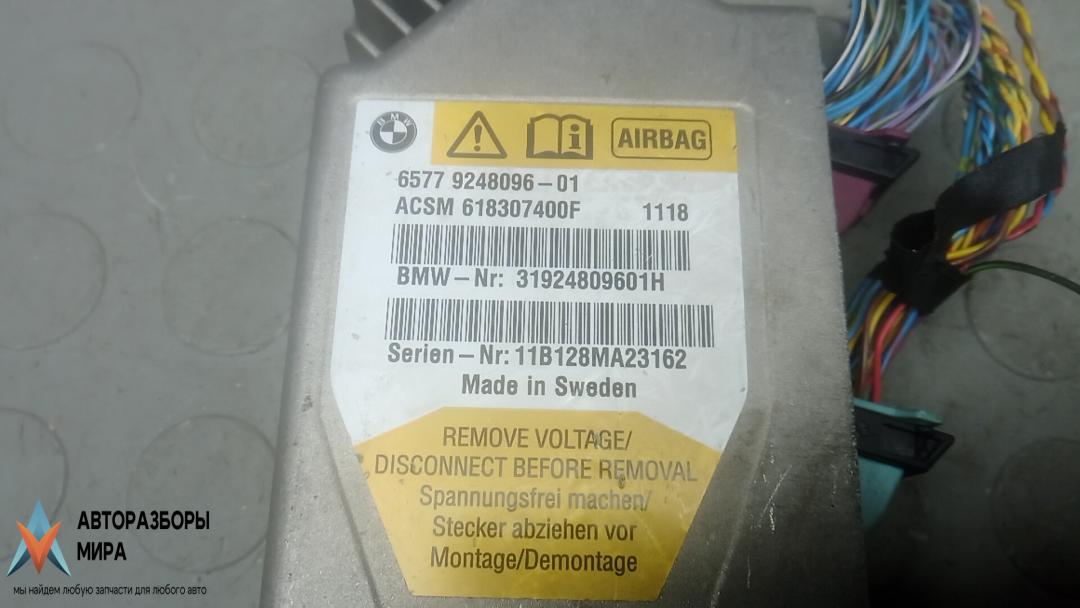 BMW
AIRBAG
6577 9248096-01
ACSM 618307400F 1118
BMW-Nr: 31924809601H
Serien-Nr: 11B128MA23162
Made in Sweden
REMOVE VOLTAGE/
DISCONNECT BEFORE REMOVAL
Spannungsfrei machen/
Stecker abziehen vor
Montage/Demontage
АВТОРАЗБОРЫ
МИРА
мы найдем любую запчасти для любого авто